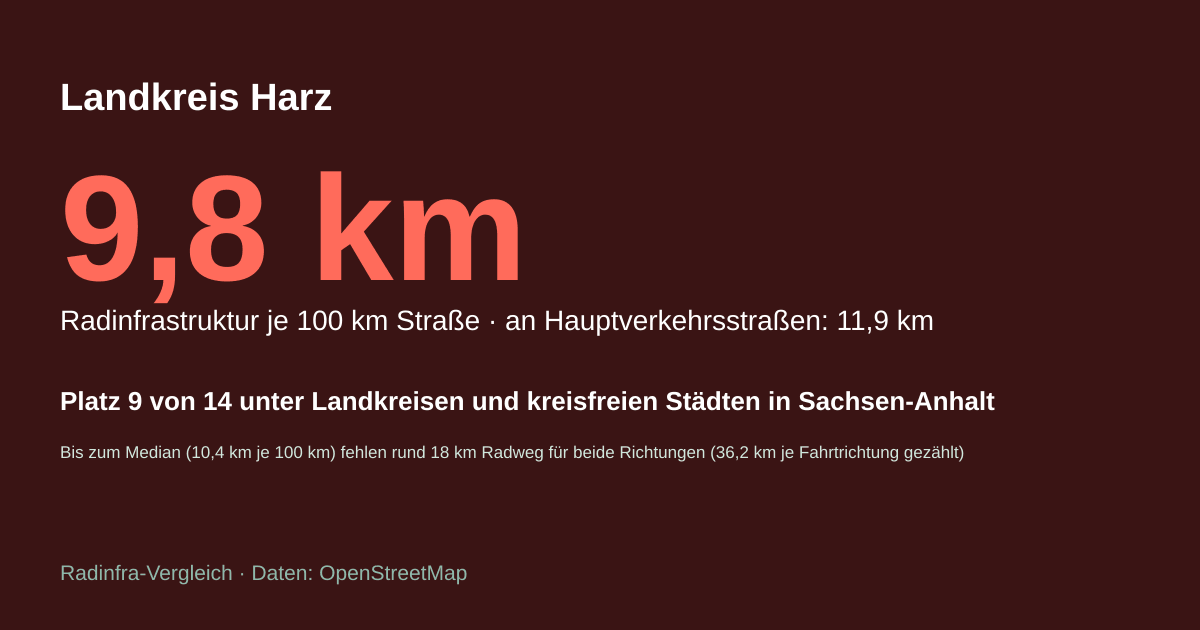 Landkreis Harz
9,8 km
Radinfrastruktur je 100 km Straße · an Hauptverkehrsstraßen: 11,9 km
Platz 9 von 14 unter Landkreisen und kreisfreien Städten in Sachsen-Anhalt
Bis zum Median (10,4 km je 100 km) fehlen rund 18 km Radweg für beide Richtungen (36,2 km je Fahrtrichtung gezählt)
Radinfra-Vergleich · Daten: OpenStreetMap